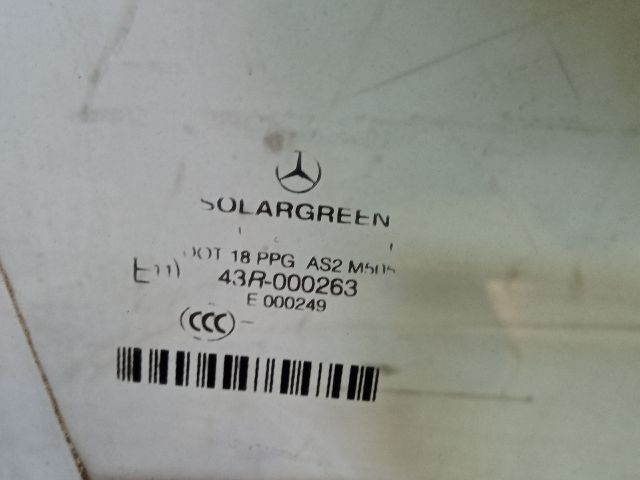 SOLARGREEN
DOT 18 PPG AS2 M505
43R-000263
E 000249
CCC